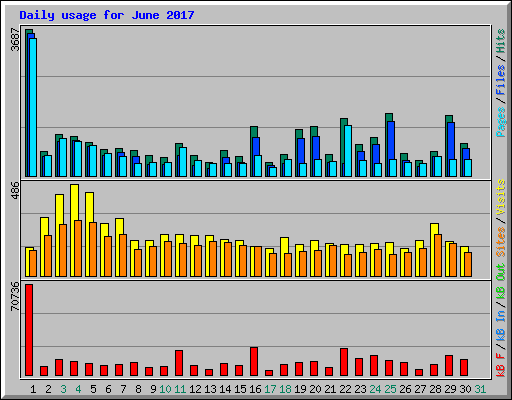 Daily usage for June 2017
3687
Pages / Files / Hits
486
Sites / Visits
70736
kB F / kB In / kB Out
1 2 3 4 5 6 7 8 9 10 11 12 13 14 15 16 17 18 19 20 21 22 23 24 25 26 27 28 29 30 31